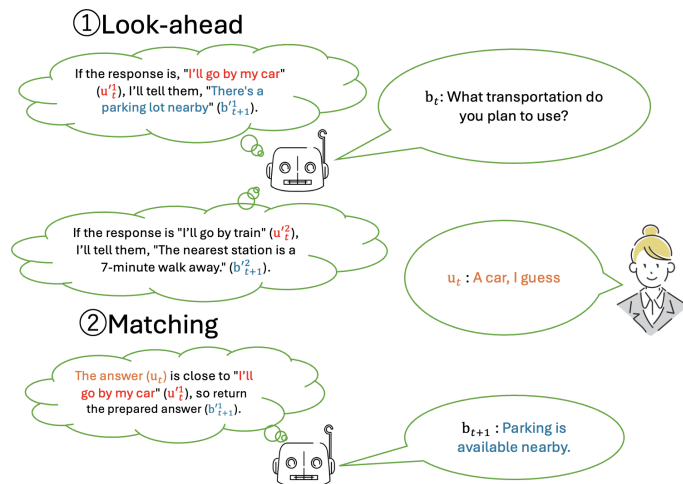 ①Look-ahead
If the response is, "I'll go by my car"
(u′¹ₜ), I'll tell them, "There's a
parking lot nearby" (b′¹ₜ₊₁).
bₜ: What transportation do
you plan to use?
If the response is "I'll go by train" (u′²ₜ),
I'll tell them, "The nearest station is a
7-minute walk away." (b′²ₜ₊₁).
uₜ : A car, I guess
②Matching
The answer (uₜ) is close to "I'll
go by my car" (u′¹ₜ), so return
the prepared answer (b′¹ₜ₊₁).
bₜ₊₁ : Parking is
available nearby.